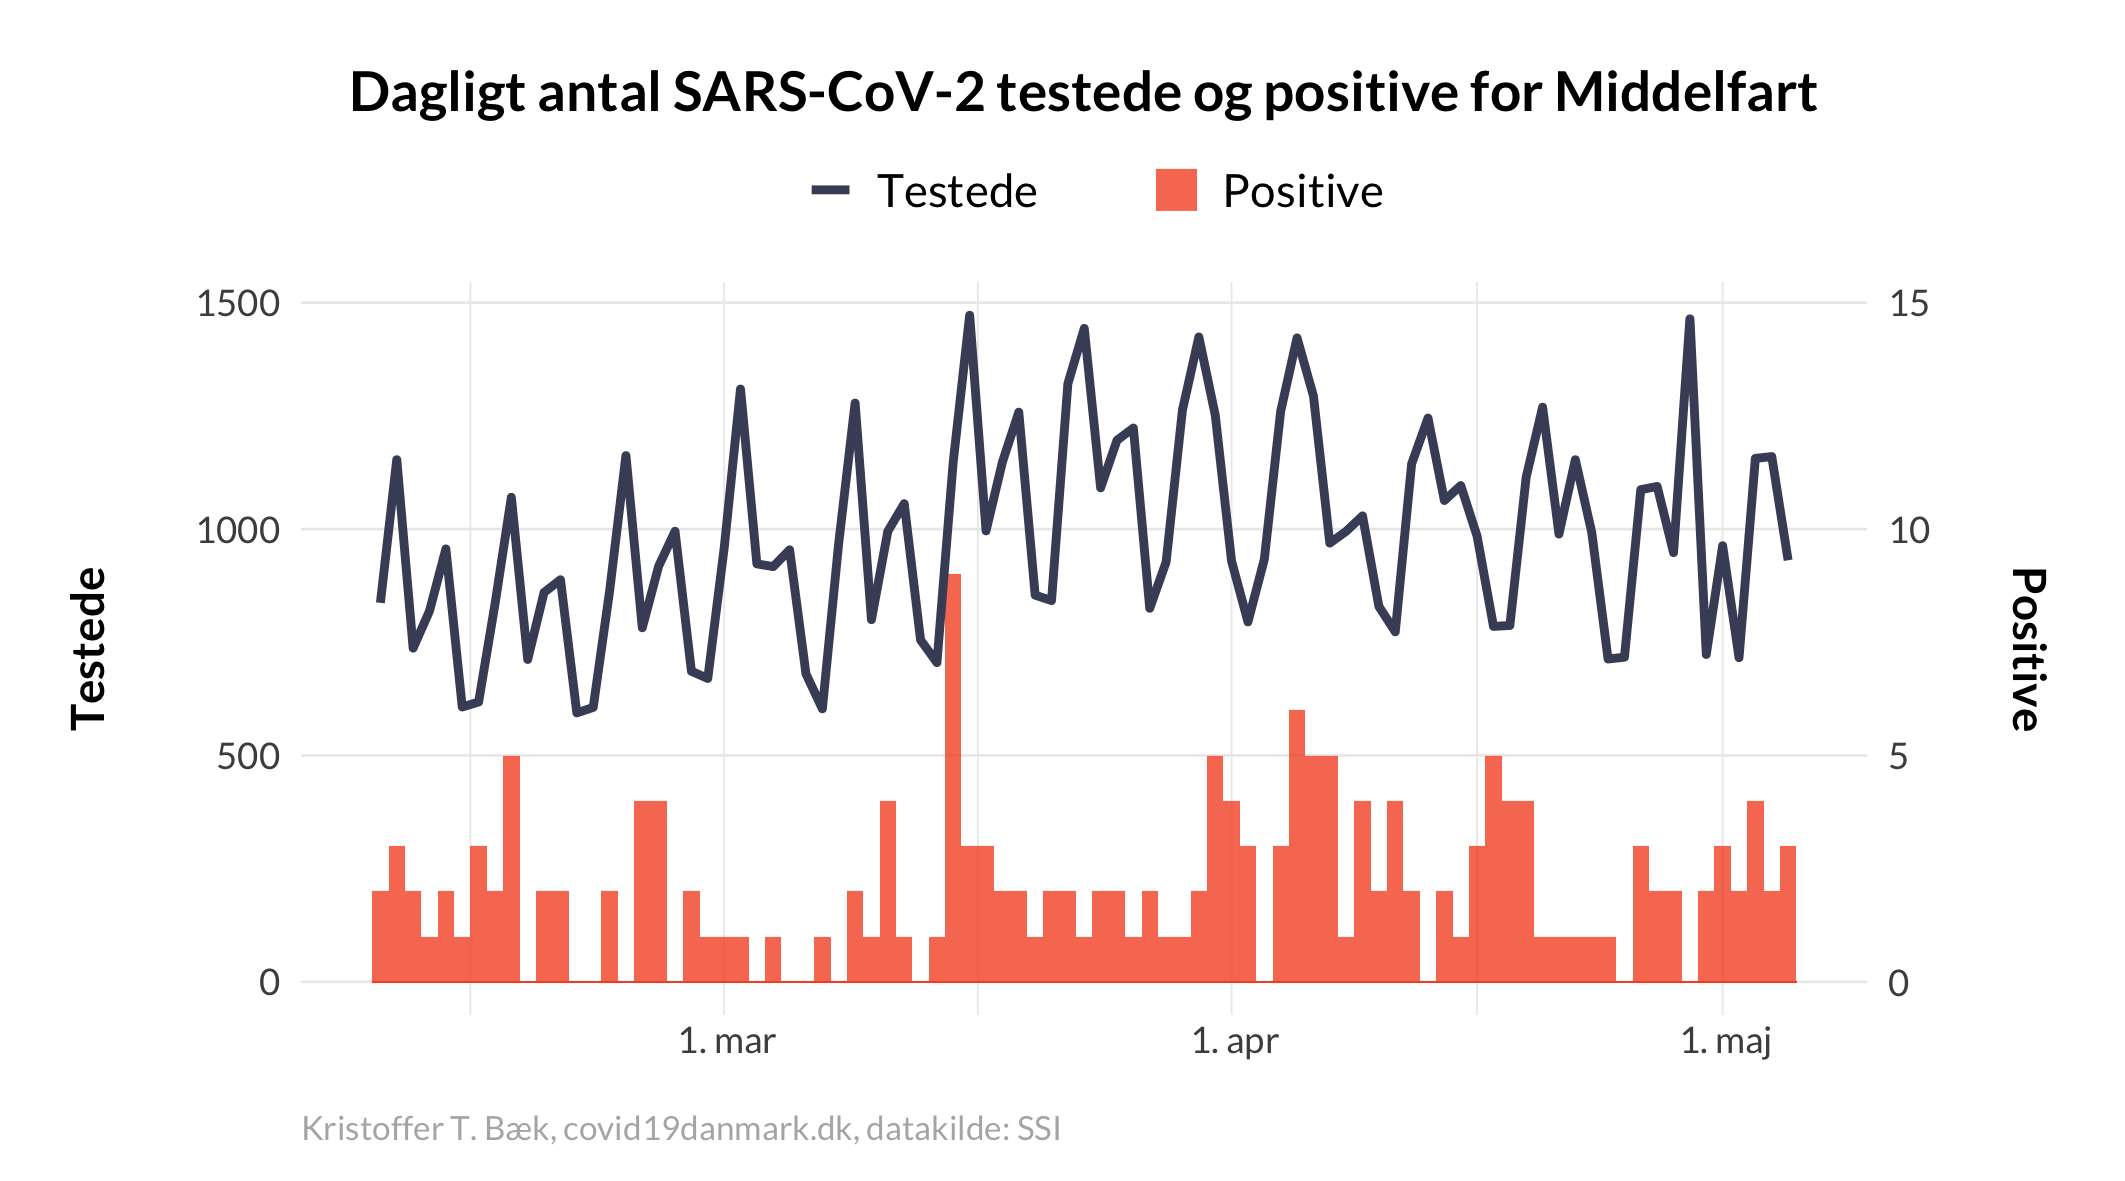 Dagligt antal SARS-CoV-2 testede og positive for Middelfart
Testede
Positive
1500
1000
500
0
15
10
5
0
Testede
Positive
1. mar
1. apr
1. maj
Kristoffer T. Bæk, covid19danmark.dk, datakilde: SSI